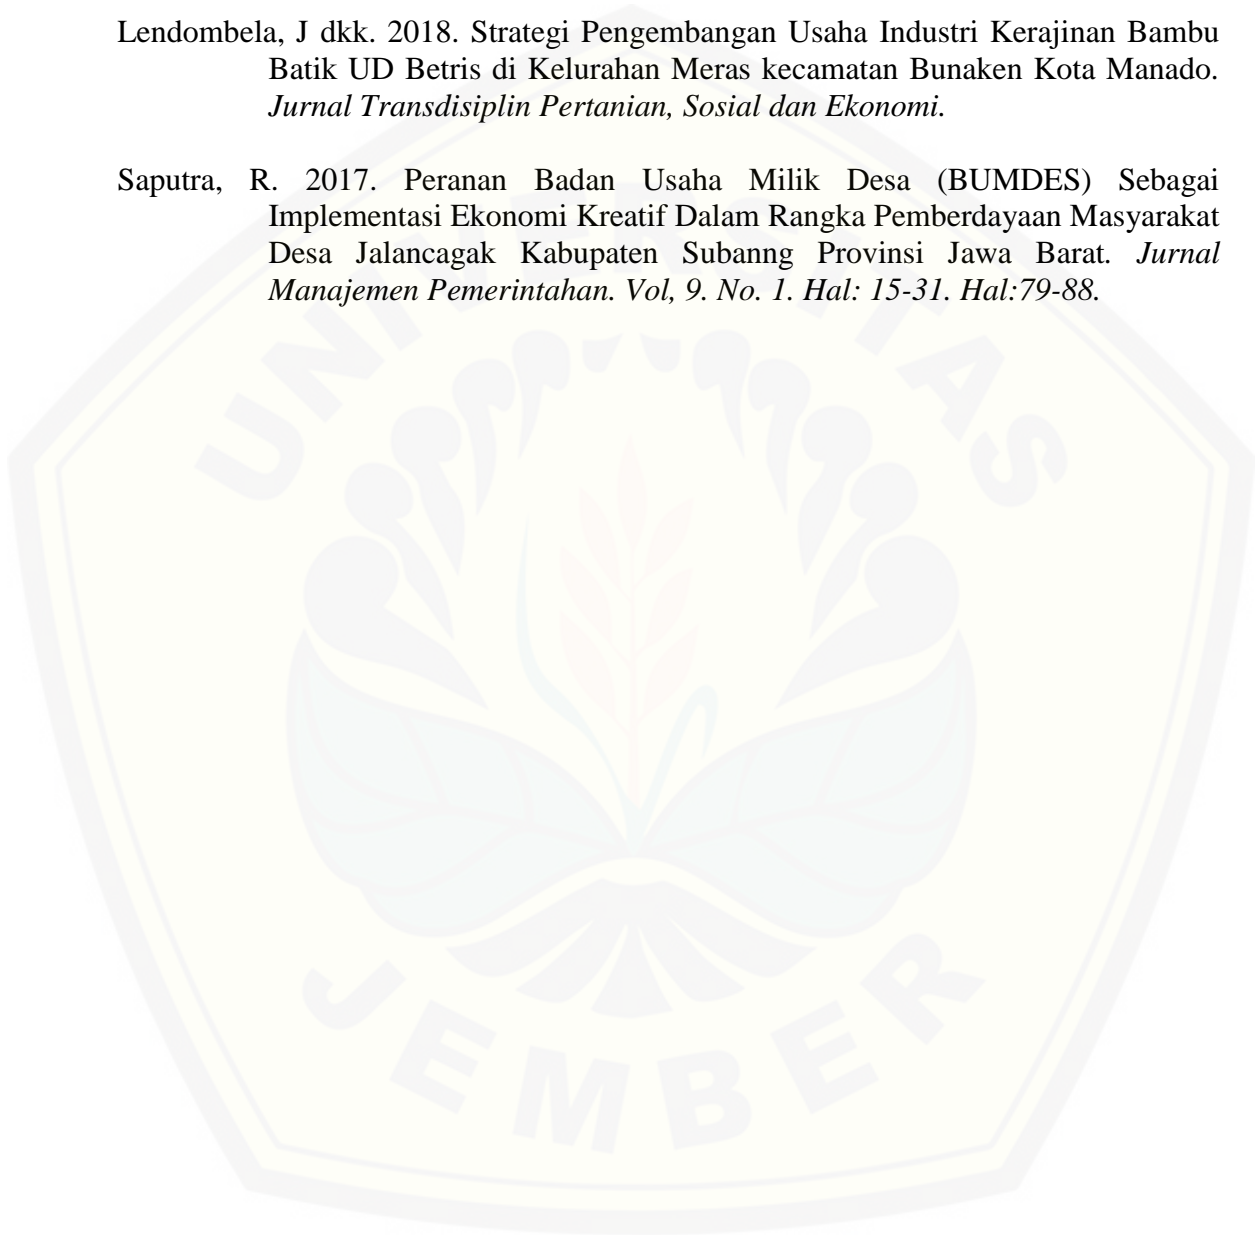 Lendombela, J dkk. 2018. Strategi Pengembangan Usaha Industri Kerajinan Bambu
Batik UD Betris di Kelurahan Meras kecamatan Bunaken Kota Manado.
Jurnal Transdisiplin Pertanian, Sosial dan Ekonomi.
Saputra, R. 2017. Peranan Badan Usaha Milik Desa (BUMDES) Sebagai
Implementasi Ekonomi Kreatif Dalam Rangka Pemberdayaan Masyarakat
Desa Jalancagak Kabupaten Subanng Provinsi Jawa Barat. Jurnal
Manajemen Pemerintahan. Vol, 9. No. 1. Hal: 15-31. Hal:79-88.
UNIVERSITAS
JEMBER